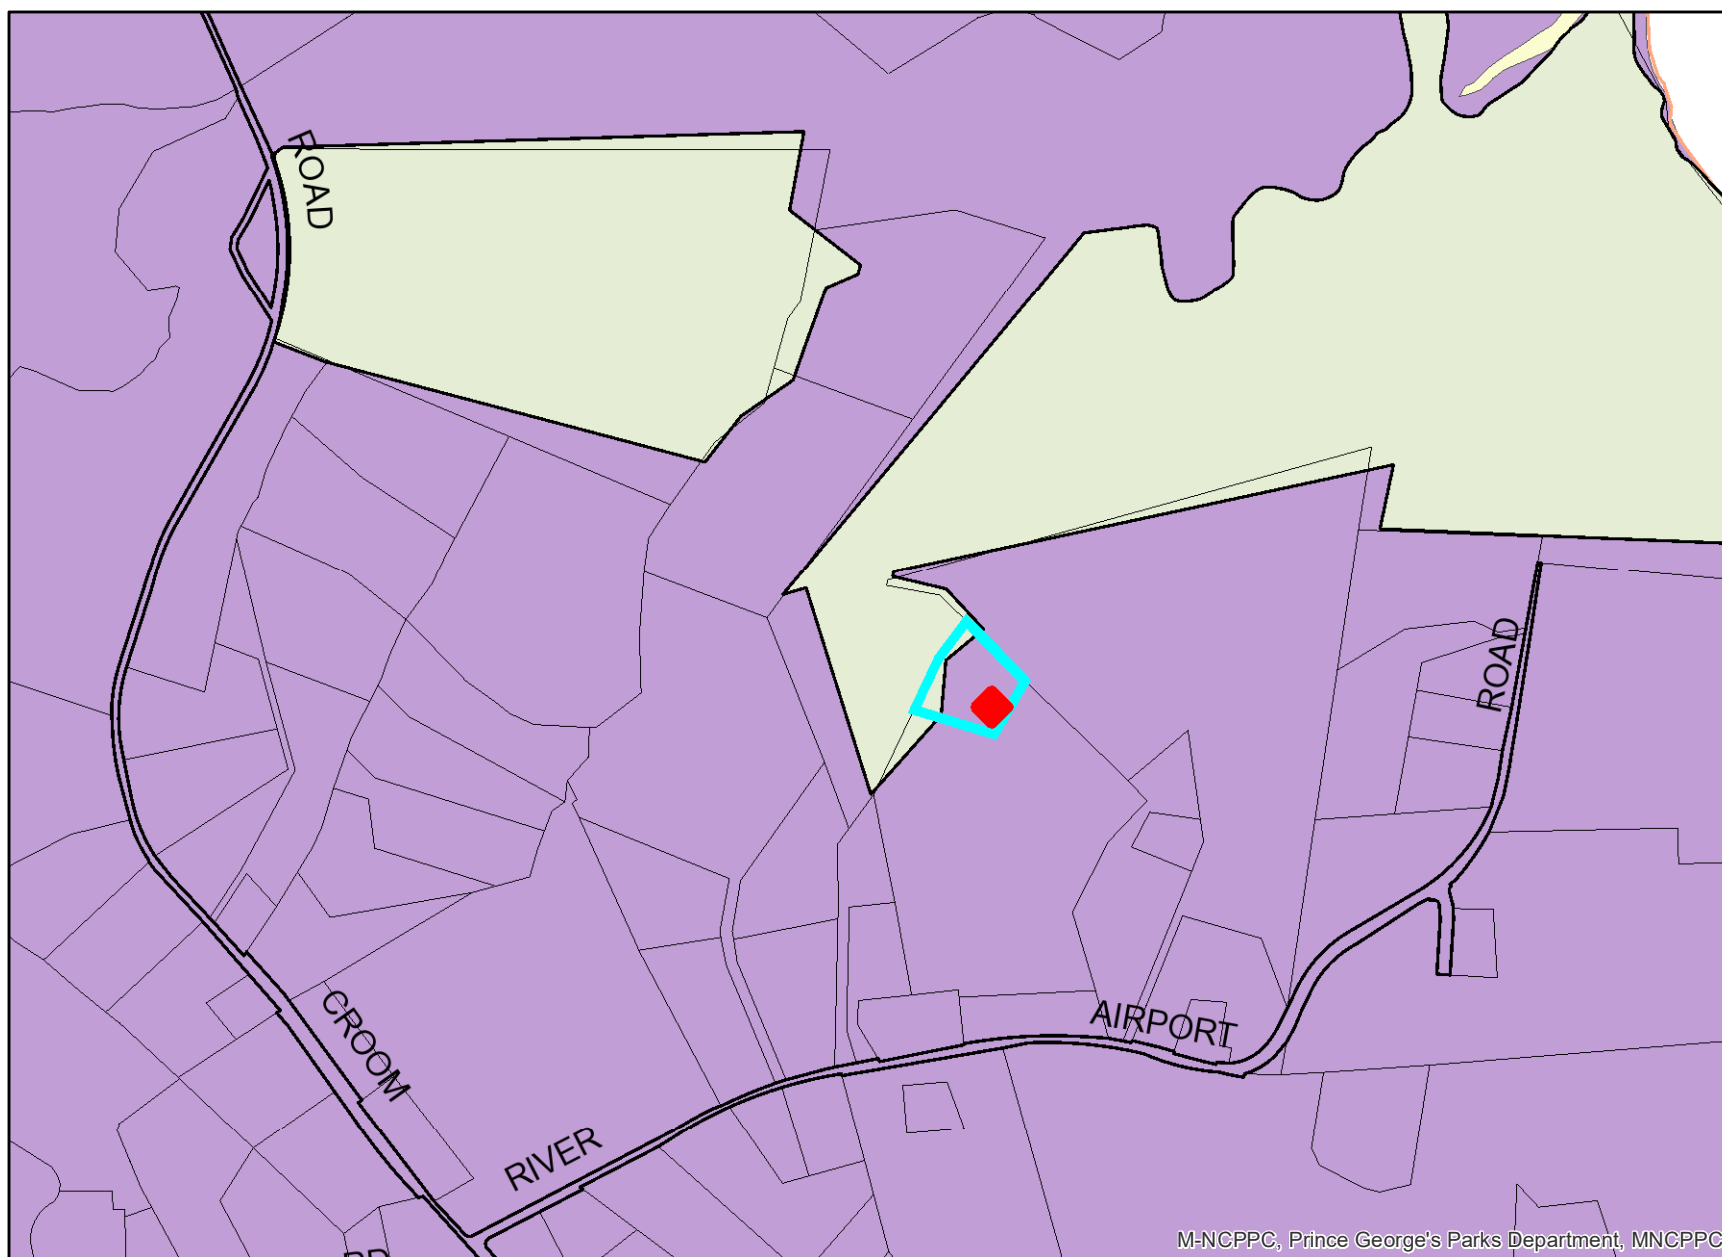 ROAD
ROAD
CROOM
AIRPORT
RIVER
M-NCPPC, Prince George's Parks Department, MNCPPC